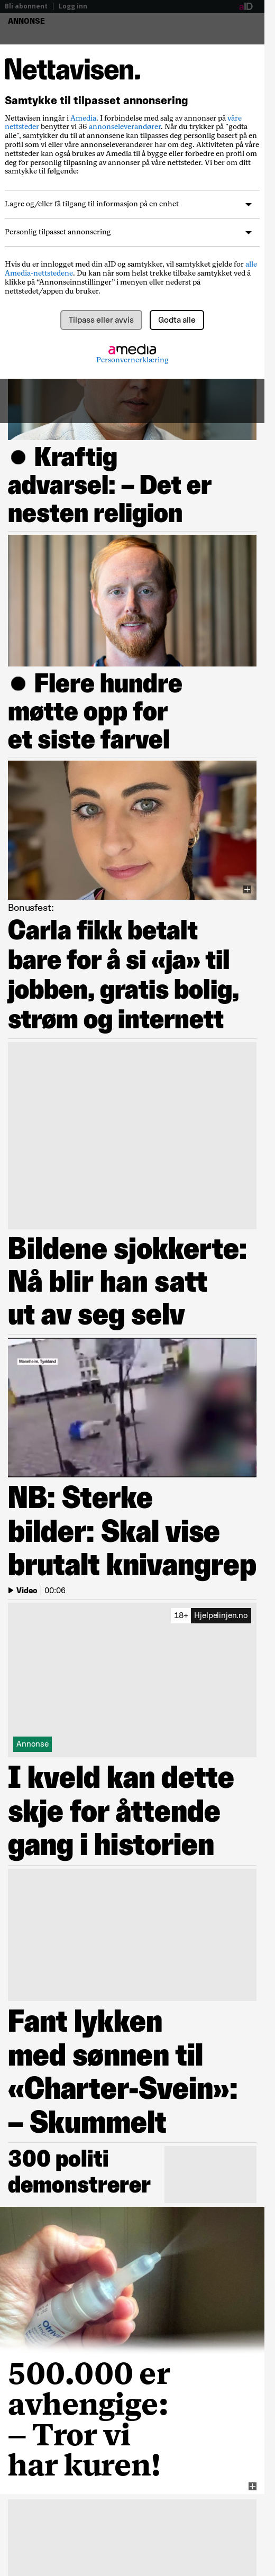 Bli abonnent | Logg inn
aID
ANNONSE
Nettavisen.
Samtykke til tilpasset annonsering
Nettavisen inngår i Amedia. I forbindelse med salg av annonser på våre
nettsteder benytter vi 36 annonseleverandører. Når du trykker på "godta
alle", samtykker du til at annonsene kan tilpasses deg personlig basert på en
profil som vi eller våre annonseleverandører har om deg. Aktiviteten på våre
nettsteder kan også brukes av Amedia til å bygge eller forbedre en profil om
deg for personlig tilpasning av annonser på våre nettsteder. Vi ber om ditt
samtykke til følgende:
Lagre og/eller få tilgang til informasjon på en enhet
Personlig tilpasset annonsering
Hvis du er innlogget med din aID og samtykker, vil samtykket gjelde for alle
Amedia-nettstedene. Du kan når som helst trekke tilbake samtykket ved å
klikke på “Annonseinnstillinger” i menyen eller nederst på
nettstedet/appen du bruker.
Tilpass eller avvis
Godta alle
amedia
Personvernerklæring
● Kraftig
advarsel: – Det er
nesten religion
● Flere hundre
møtte opp for
et siste farvel
Bonusfest:
Carla fikk betalt
bare for å si «ja» til
jobben, gratis bolig,
strøm og internett
Bildene sjokkerte:
Nå blir han satt
ut av seg selv
Mannheim, Tyskland
NB: Sterke
bilder: Skal vise
brutalt knivangrep
Video | 00:06
18+ Hjelpelinjen.no
Annonse
I kveld kan dette
skje for åttende
gang i historien
Fant lykken
med sønnen til
«Charter-Svein»:
– Skummelt
300 politi
demonstrerer
500.000 er
avhengige:
– Tror vi
har kuren!